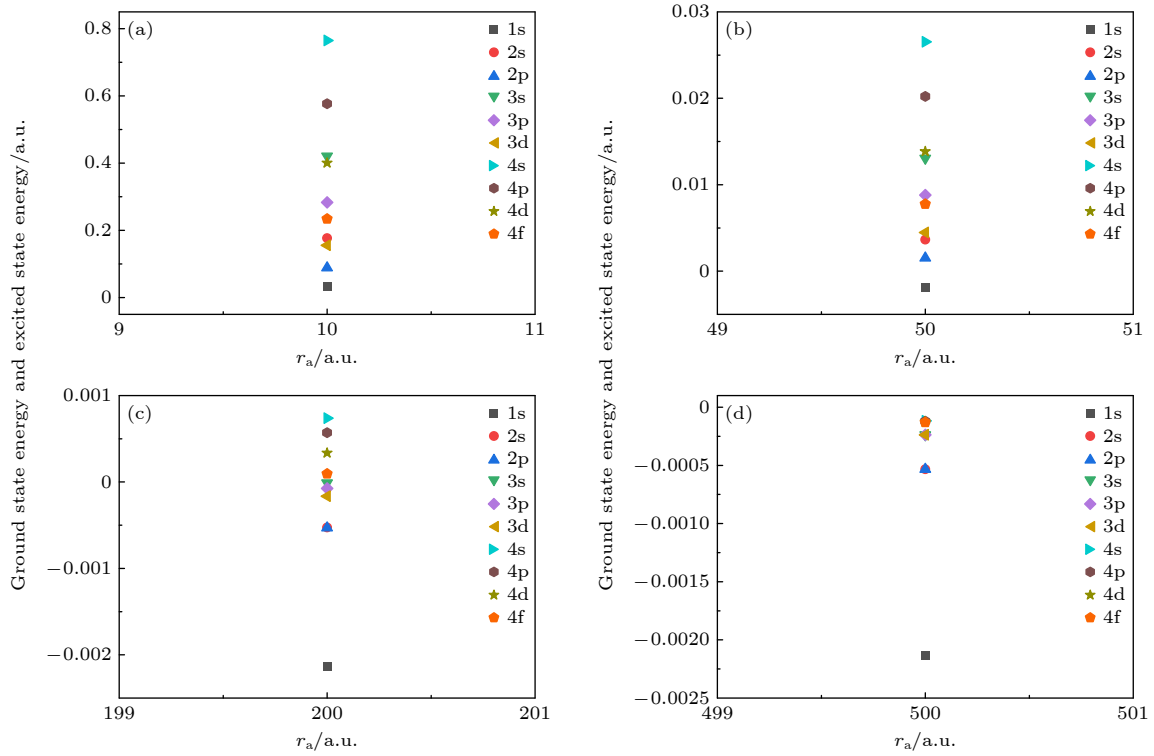 Ground state energy and excited state energy/a.u.
(a)
0.8
0.6
0.4
0.2
0
9
10
11
r_a/a.u.
1s
2s
2p
3s
3p
3d
4s
4p
4d
4f
Ground state energy and excited state energy/a.u.
(b)
0.03
0.02
0.01
0
49
50
51
r_a/a.u.
1s
2s
2p
3s
3p
3d
4s
4p
4d
4f
(c)
0.001
0
−0.001
−0.002
199
200
201
r_a/a.u.
1s
2s
2p
3s
3p
3d
4s
4p
4d
4f
(d)
0
−0.0005
−0.0010
−0.0015
−0.0020
−0.0025
499
500
501
r_a/a.u.
1s
2s
2p
3s
3p
3d
4s
4p
4d
4f